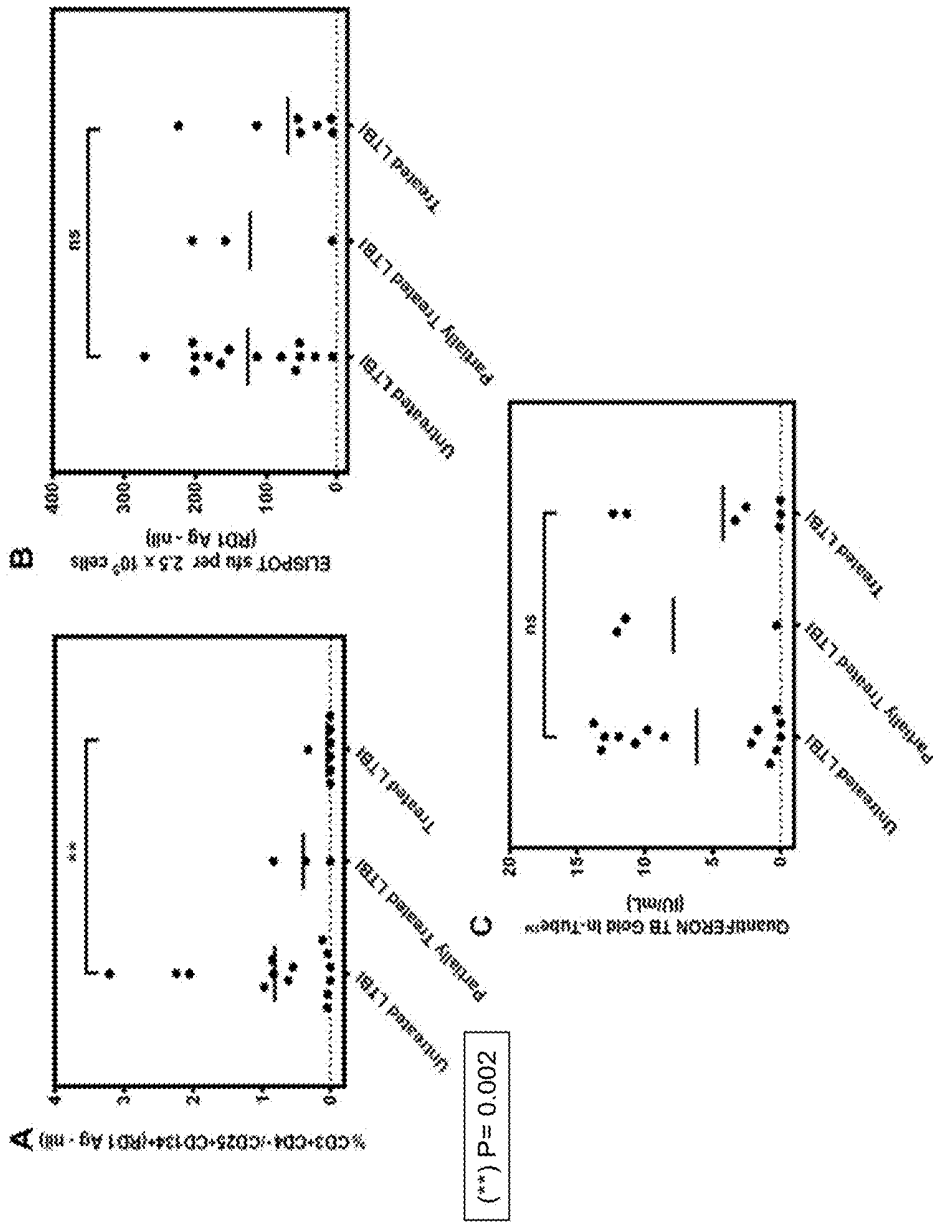 A
% CD3+CD4+/CD25+CD134+(RD1 Ag - nil)
4
3
2
1
0
**
Untreated LTBI
Partially Treated LTBI
Treated LTBI
B
ELISPOT sfu per 2.5 x 10⁵ cells
(RD1 Ag - nil)
400
300
200
100
0
ns
Untreated LTBI
Partially Treated LTBI
Treated LTBI
(**) P= 0.002
C
QuantiFERON TB Gold In-Tube™
(IU/mL)
20
15
10
5
0
ns
Untreated LTBI
Partially Treated LTBI
Treated LTBI